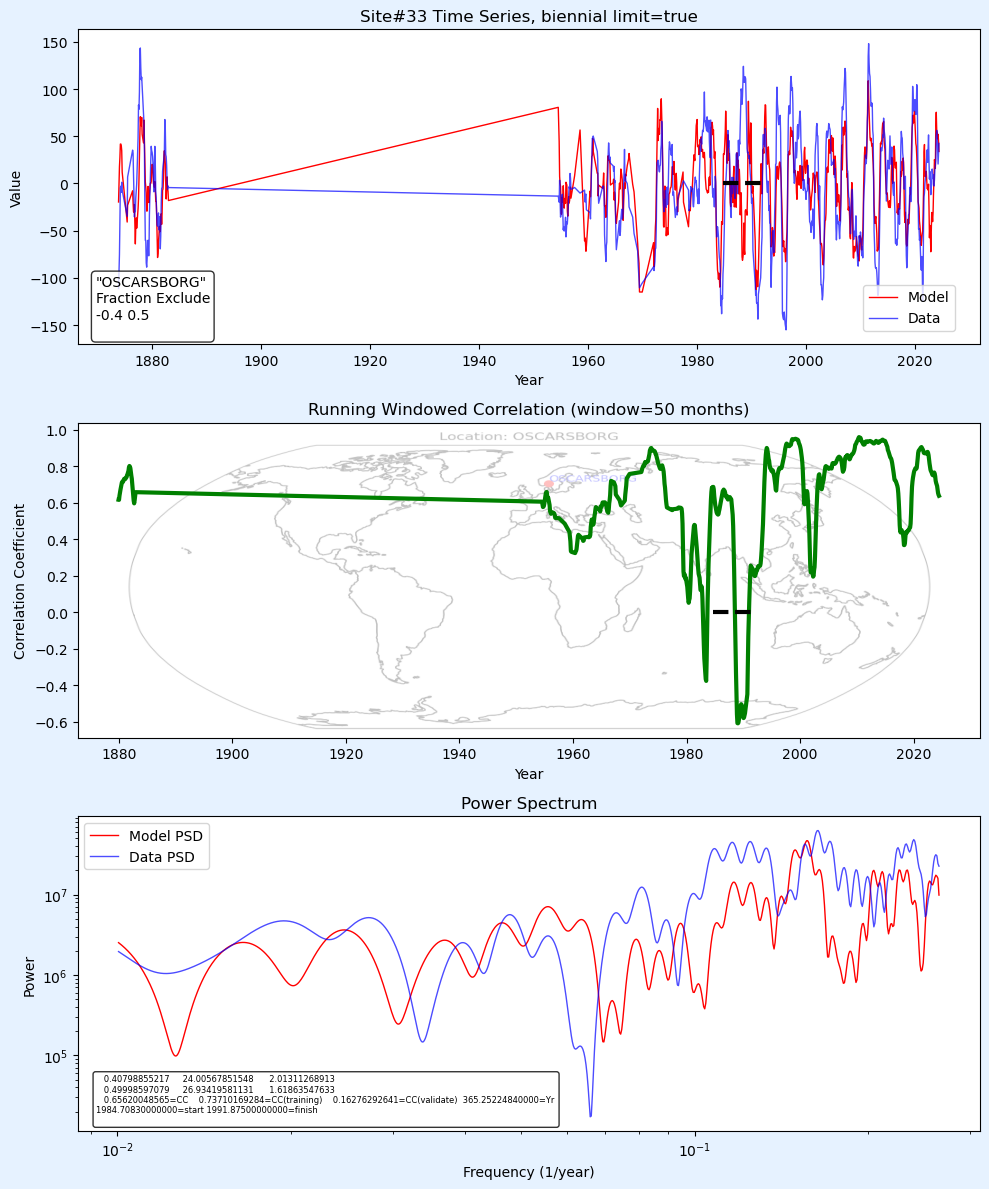 Site#33 Time Series, biennial limit=true
Value
150
100
50
0
−50
−100
−150
"OSCARSBORG"
Fraction Exclude
-0.4 0.5
Model
Data
1880
1900
1920
1940
1960
1980
2000
2020
Year
Running Windowed Correlation (window=50 months)
Location: OSCARSBORG
OSCARSBORG
Correlation Coefficient
1.0
0.8
0.6
0.4
0.2
0.0
−0.2
−0.4
−0.6
1880
1900
1920
1940
1960
1980
2000
2020
Year
Power Spectrum
Model PSD
Data PSD
Power
10⁷
10⁶
10⁵
0.40798855217 24.00567851548 2.01311268913
0.49998597079 26.93419581131 1.61863547633
0.65620048565=CC 0.73710169284=CC(training) 0.16276292641=CC(validate) 365.25224840000=Yr
1984.70830000000=start 1991.87500000000=finish
10⁻²
10⁻¹
Frequency (1/year)